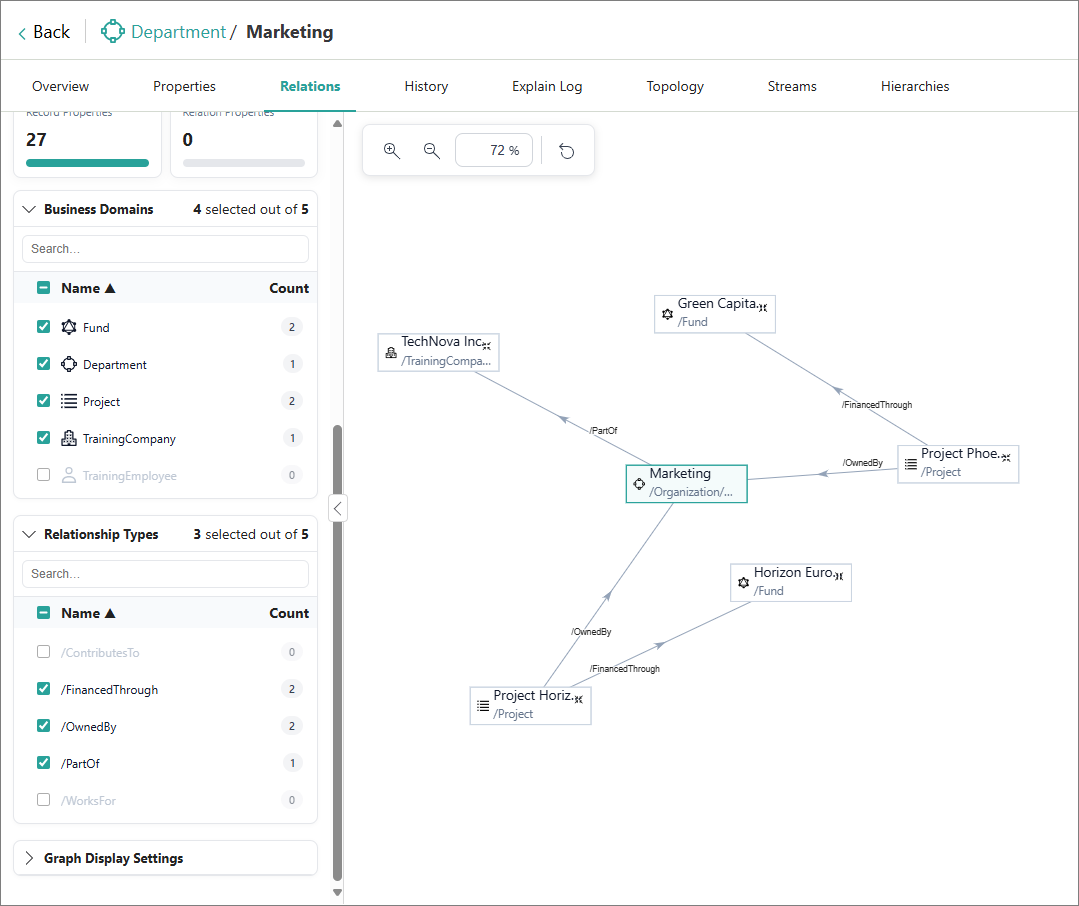 Back Department / Marketing
Overview Properties Relations History Explain Log Topology Streams Hierarchies
Record Properties Relation Properties
27 0
Business Domains 4 selected out of 5
Search...
Name ▲ Count
Fund 2
Department 1
Project 2
TrainingCompany 1
TrainingEmployee 0
Relationship Types 3 selected out of 5
Search...
Name ▲ Count
/ContributesTo 0
/FinancedThrough 2
/OwnedBy 2
/PartOf 1
/WorksFor 0
Graph Display Settings
72 %
Green Capita...
/Fund
TechNova Inc...
/TrainingCompa...
/FinancedThrough
/PartOf
Project Phoe...
/Project
/OwnedBy
Marketing
/Organization/...
Horizon Euro...
/Fund
/OwnedBy
/FinancedThrough
Project Horiz...
/Project